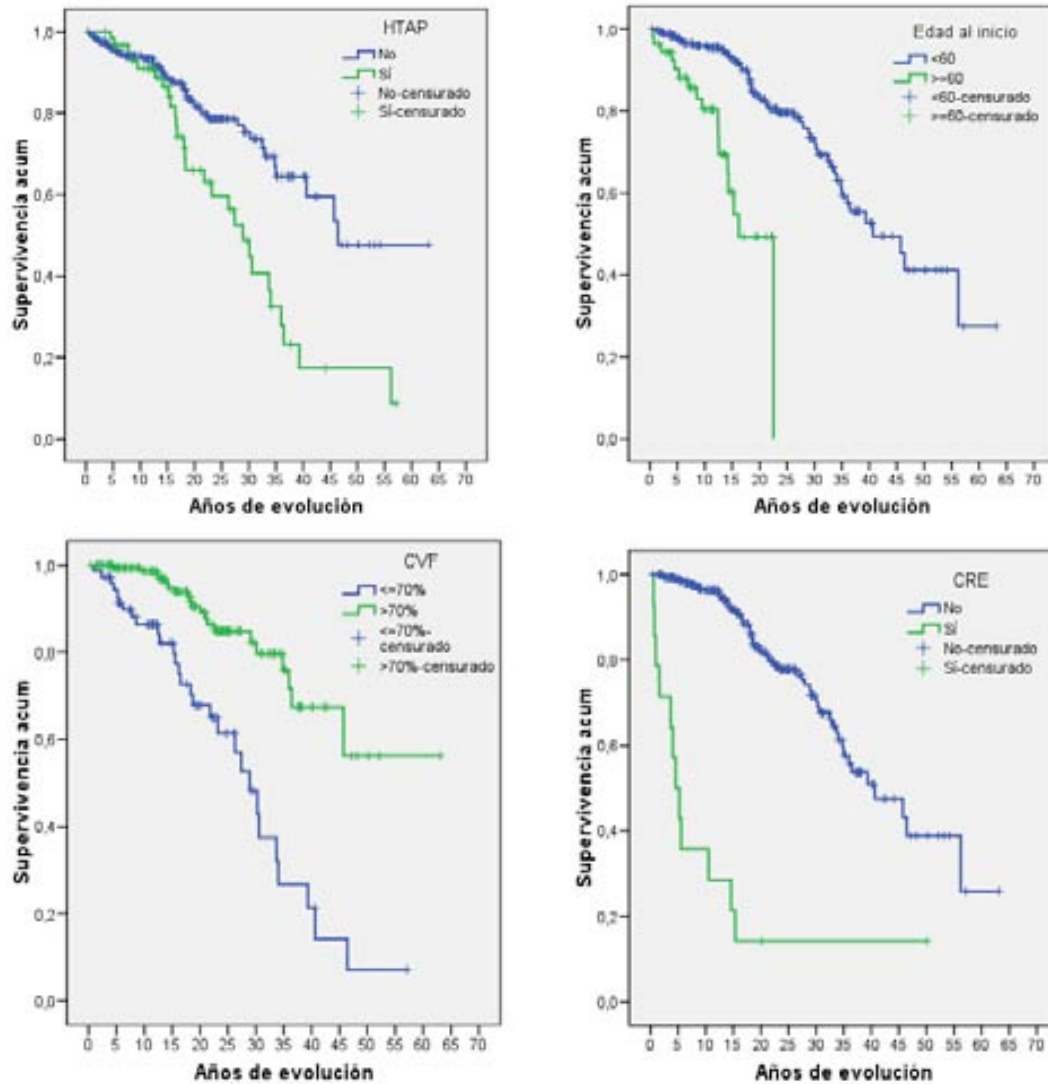 HTAP
No
Sí
No-censurado
Sí-censurado
Supervivencia acum
1,0
0,8
0,6
0,4
0,2
0,0
0 5 10 15 20 25 30 35 40 45 50 55 60 65 70
Años de evolución
Edad al inicio
<60
>=60
<60-censurado
>=60-censurado
Supervivencia acum
1,0
0,8
0,6
0,4
0,2
0,0
0 5 10 15 20 25 30 35 40 45 50 55 60 65 70
Años de evolución
CVF
<=70%
>70%
<=70%-
censurado
>70%-censurado
Supervivencia acum
1,0
0,8
0,6
0,4
0,2
0,0
0 5 10 15 20 25 30 35 40 45 50 55 60 65 70
Años de evolución
CRE
No
Sí
No-censurado
Sí-censurado
Supervivencia acum
1,0
0,8
0,6
0,4
0,2
0,0
0 5 10 15 20 25 30 35 40 45 50 55 60 65 70
Años de evolución